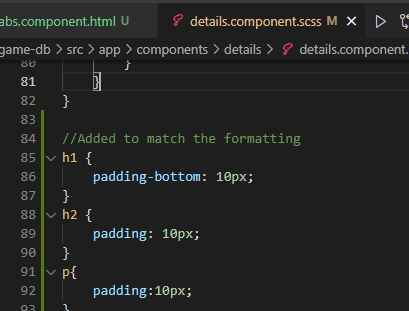 abs.component.html U
details.component.scss M
game-db > src > app > components > details > details.component.
80 }
81 }
82 }
83
84 //Added to match the formatting
85 h1 {
86 padding-bottom: 10px;
87 }
88 h2 {
89 padding: 10px;
90 }
91 p{
92 padding:10px;
93 }